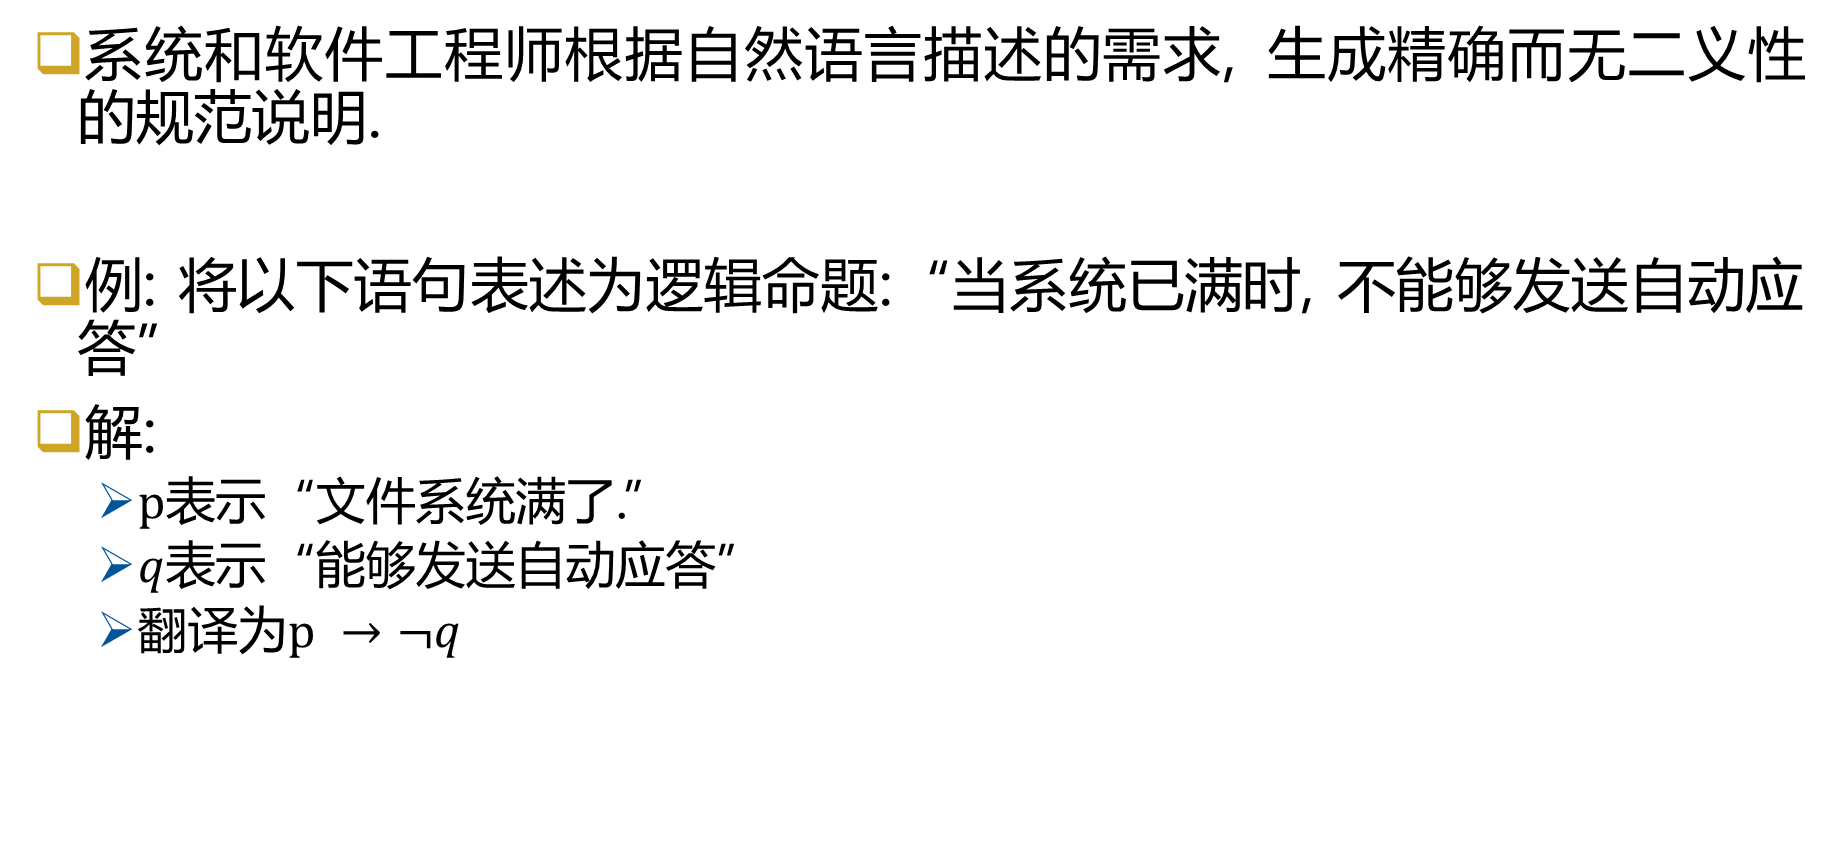 系统和软件工程师根据自然语言描述的需求, 生成精确而无二义性
的规范说明.
例: 将以下语句表述为逻辑命题: “当系统已满时, 不能够发送自动应
答”
解:
p表示 “文件系统满了.”
q表示 “能够发送自动应答”
翻译为p → ¬q